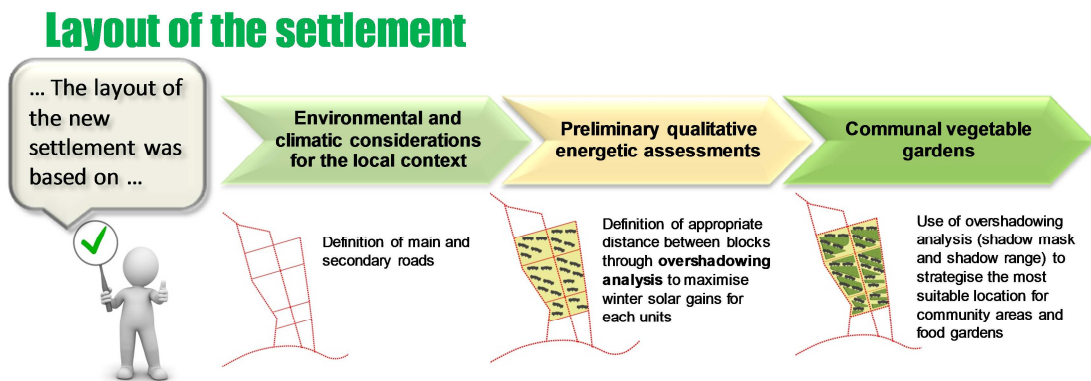 Layout of the settlement
... The layout of
the new
settlement was
based on ...
Environmental and
climatic considerations
for the local context
Preliminary qualitative
energetic assessments
Communal vegetable
gardens
Definition of main and
secondary roads
Definition of appropriate
distance between blocks
through overshadowing
analysis to maximise
winter solar gains for
each units
Use of overshadowing
analysis (shadow mask
and shadow range) to
strategise the most
suitable location for
community areas and
food gardens